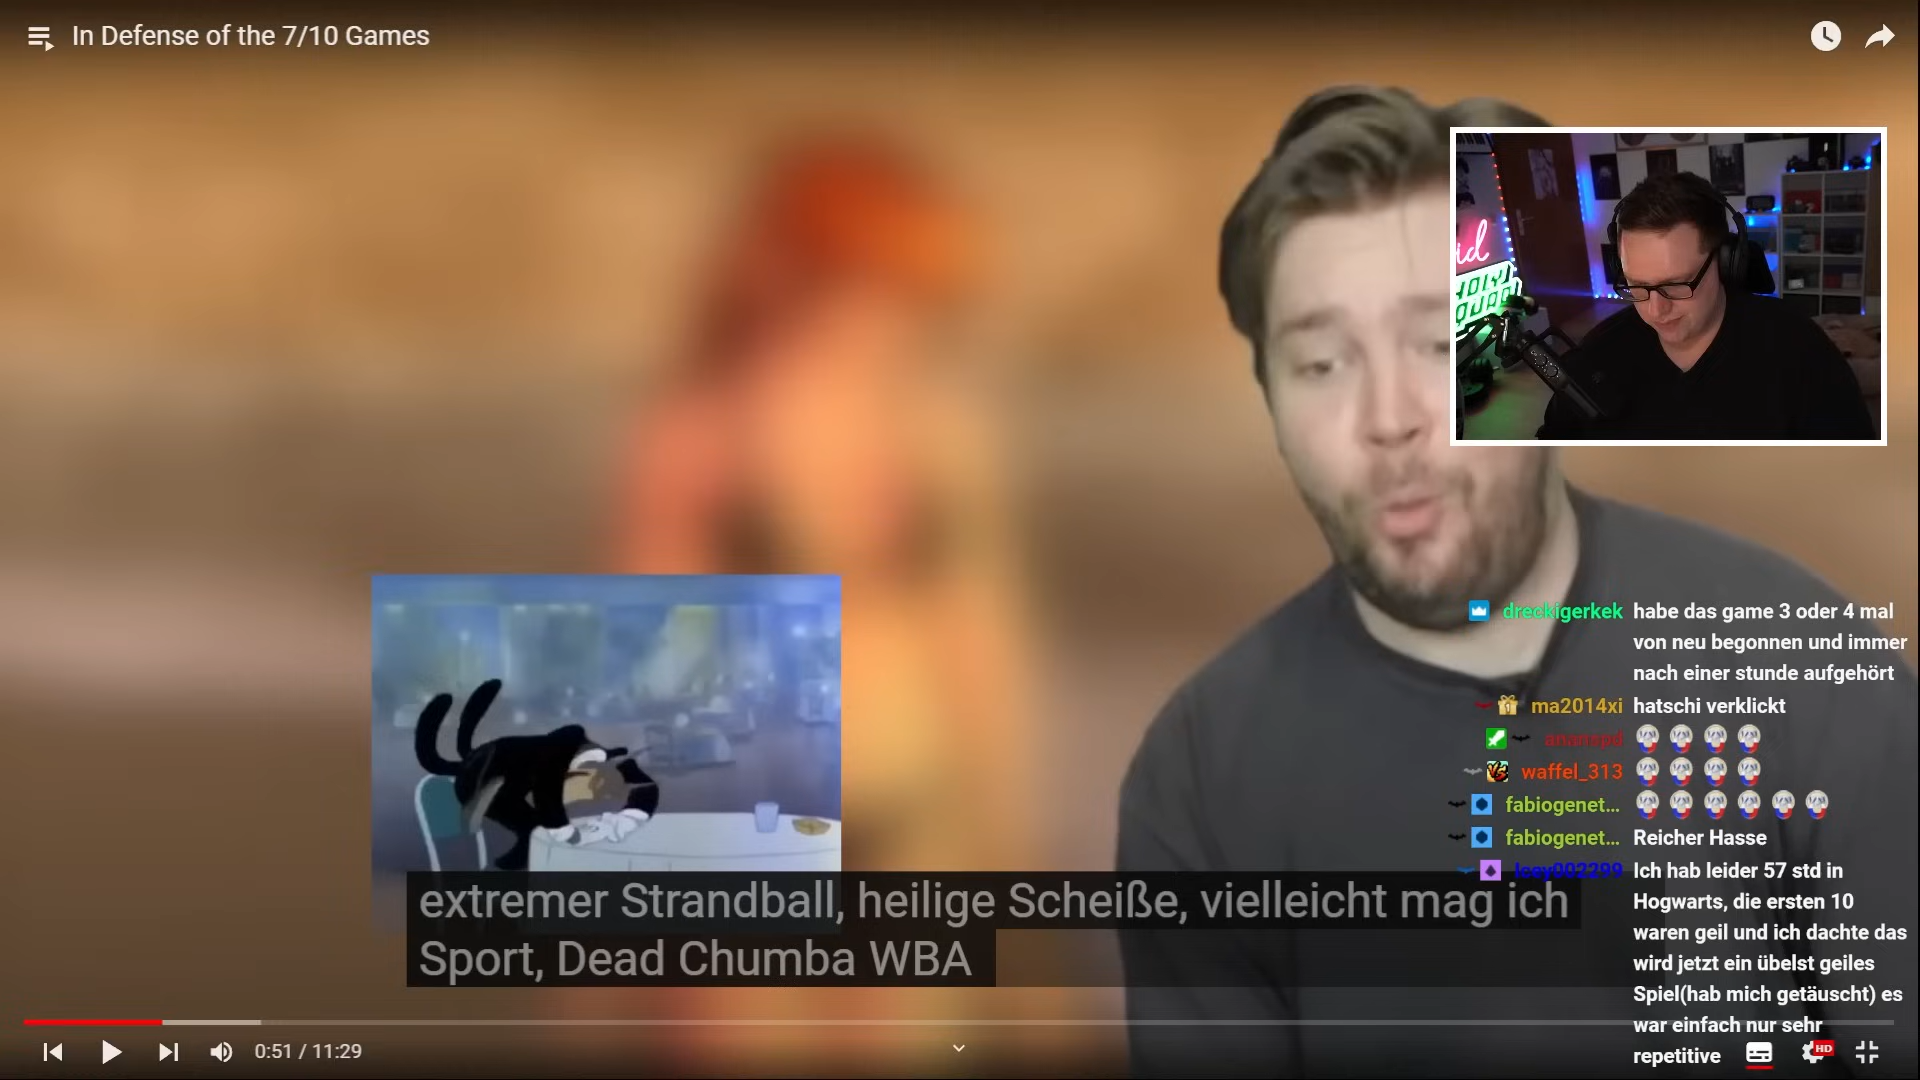 In Defense of the 7/10 Games
dreckigerkek habe das game 3 oder 4 mal
von neu begonnen und immer
nach einer stunde aufgehört
ma2014xi hatschi verklickt
waffel_313
fabiogenet...
fabiogenet... Reicher Hasse
Ich hab leider 57 std in
Hogwarts, die ersten 10
waren geil und ich dachte das
wird jetzt ein übelst geiles
Spiel(hab mich getäuscht) es
war einfach nur sehr
repetitive
extremer Strandball, heilige Scheiße, vielleicht mag ich
Sport, Dead Chumba WBA
0:51 / 11:29
HD